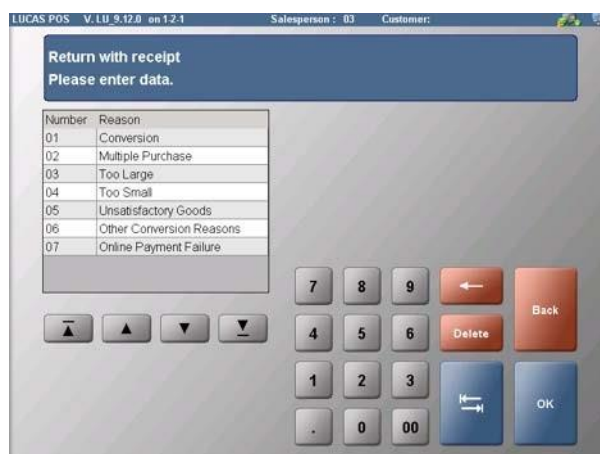 LUCAS POS V. LU_9.12.0 on 1-2-1 Salesperson : 03 Customer:
Return with receipt
Please enter data.
Number Reason
01 Conversion
02 Multiple Purchase
03 Too Large
04 Too Small
05 Unsatisfactory Goods
06 Other Conversion Reasons
07 Online Payment Failure
7 8 9
Back
4 5 6 Delete
1 2 3
OK
. 0 00